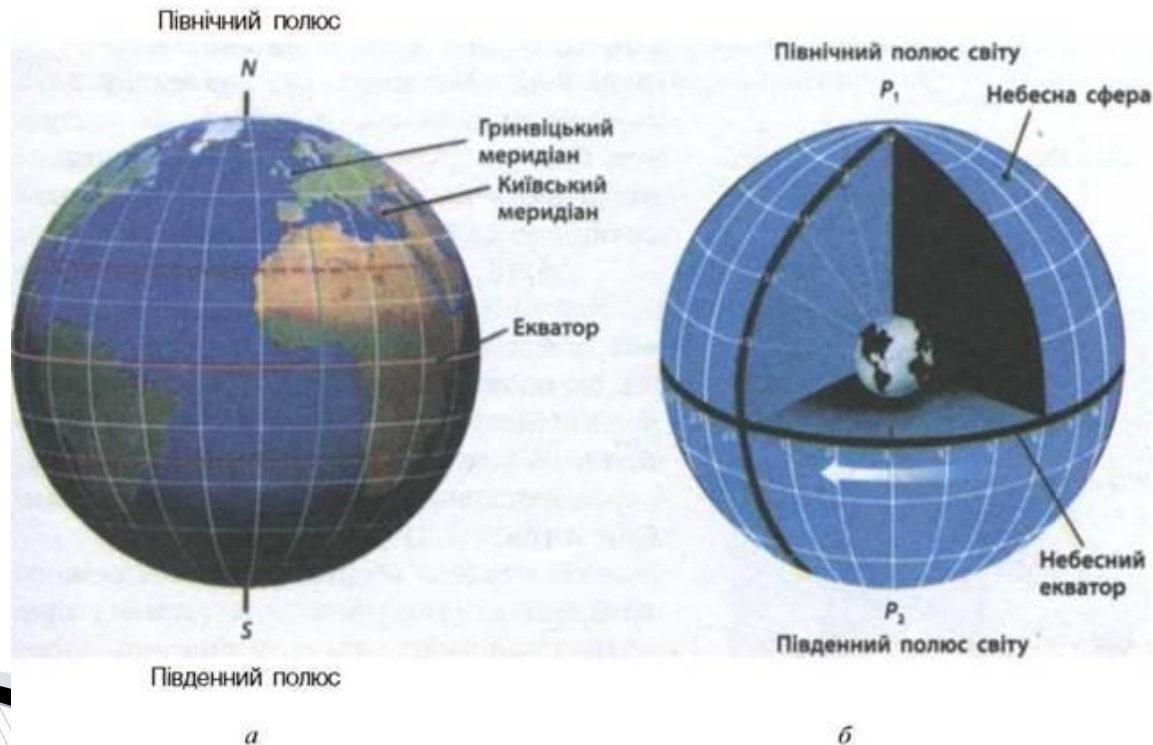 Північний полюс
N
Гринвіцький
меридіан
Київський
меридіан
Екватор
S
Південний полюс
а
Північний полюс світу
P₁
Небесна сфера
Небесний
екватор
P₂
Південний полюс світу
б